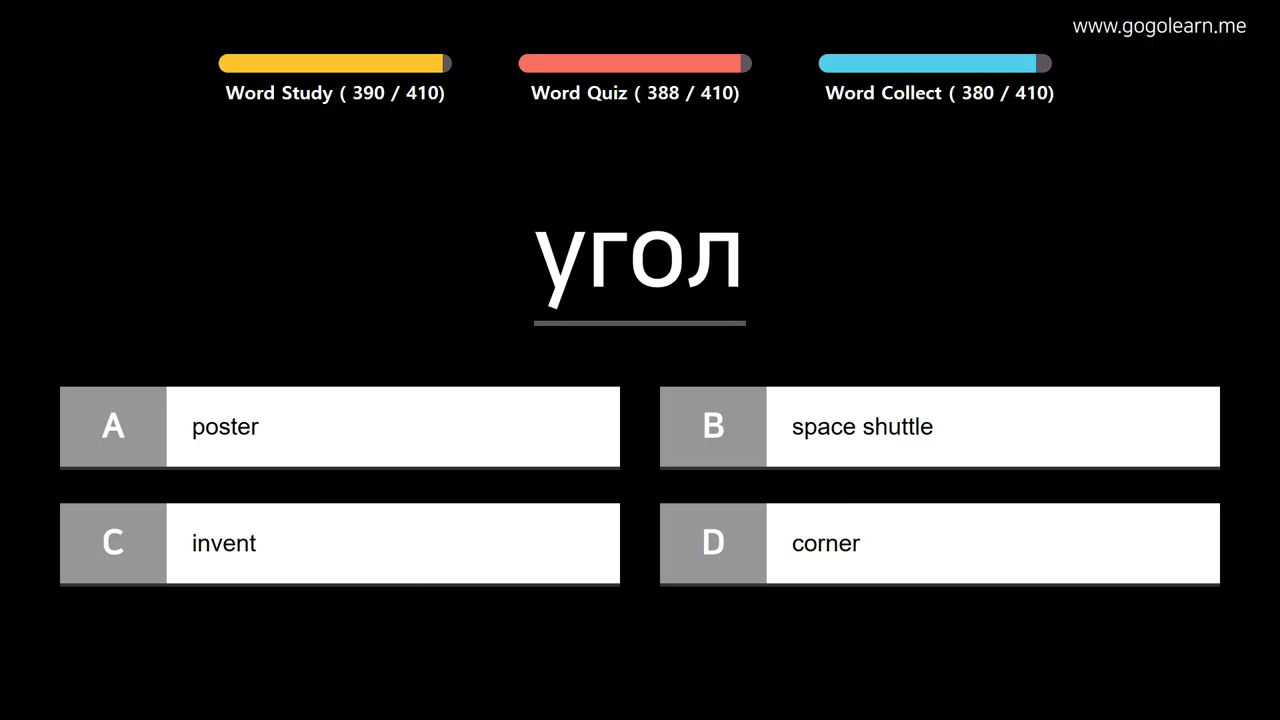 www.gogolearn.me
Word Study ( 390 / 410)
Word Quiz ( 388 / 410)
Word Collect ( 380 / 410)
угол
A poster
B space shuttle
C invent
D corner